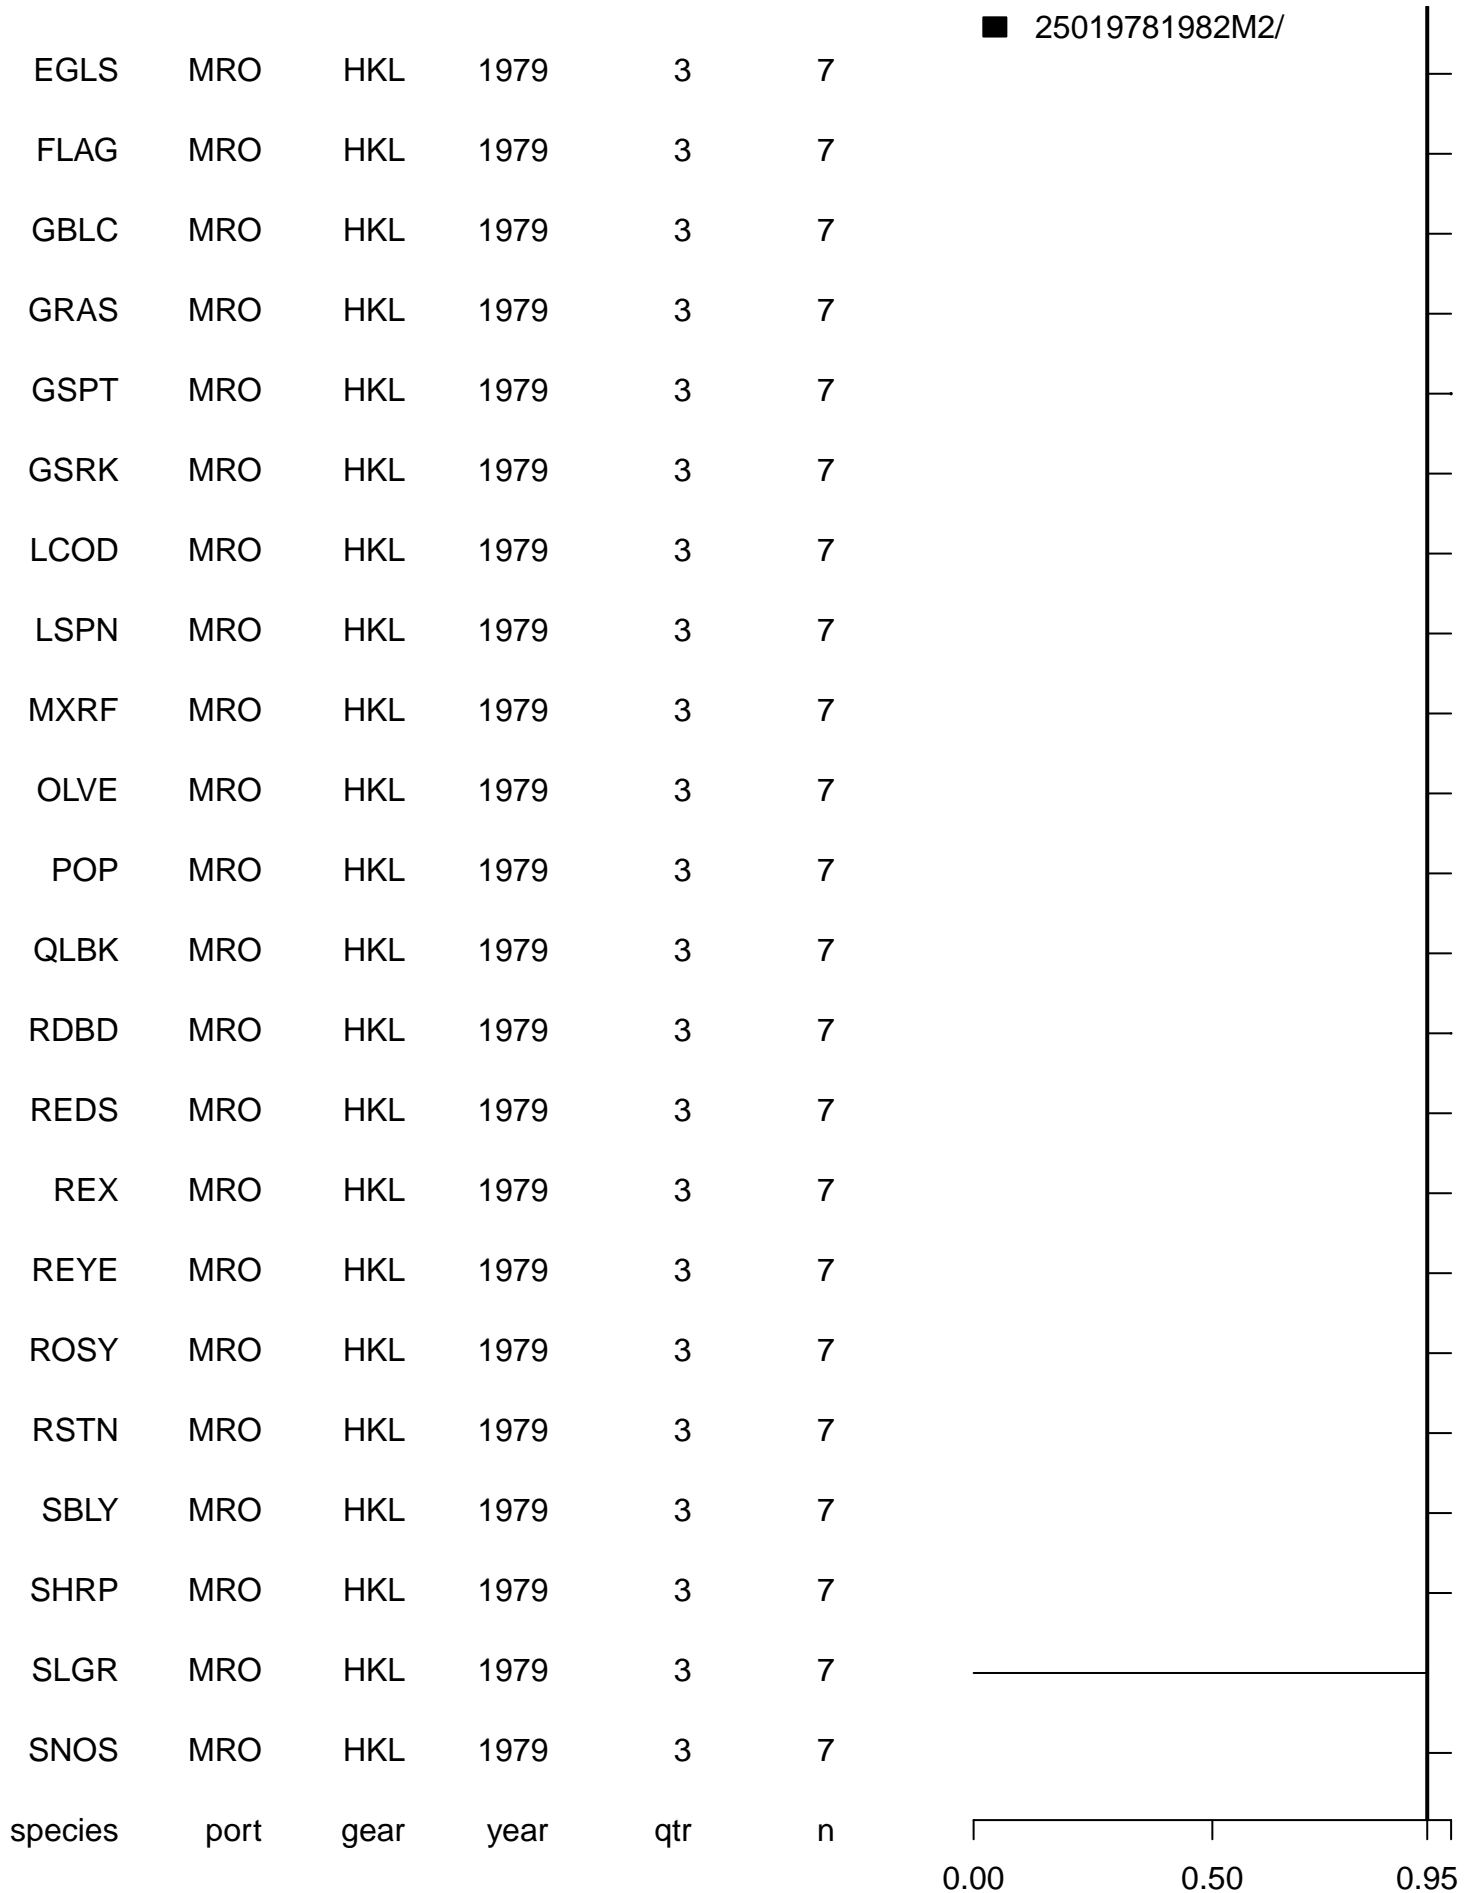 25019781982M2/
EGLS MRO HKL 1979 3 7
FLAG MRO HKL 1979 3 7
GBLC MRO HKL 1979 3 7
GRAS MRO HKL 1979 3 7
GSPT MRO HKL 1979 3 7
GSRK MRO HKL 1979 3 7
LCOD MRO HKL 1979 3 7
LSPN MRO HKL 1979 3 7
MXRF MRO HKL 1979 3 7
OLVE MRO HKL 1979 3 7
POP MRO HKL 1979 3 7
QLBK MRO HKL 1979 3 7
RDBD MRO HKL 1979 3 7
REDS MRO HKL 1979 3 7
REX MRO HKL 1979 3 7
REYE MRO HKL 1979 3 7
ROSY MRO HKL 1979 3 7
RSTN MRO HKL 1979 3 7
SBLY MRO HKL 1979 3 7
SHRP MRO HKL 1979 3 7
SLGR MRO HKL 1979 3 7
SNOS MRO HKL 1979 3 7
species port gear year qtr n
0.00 0.50 0.95